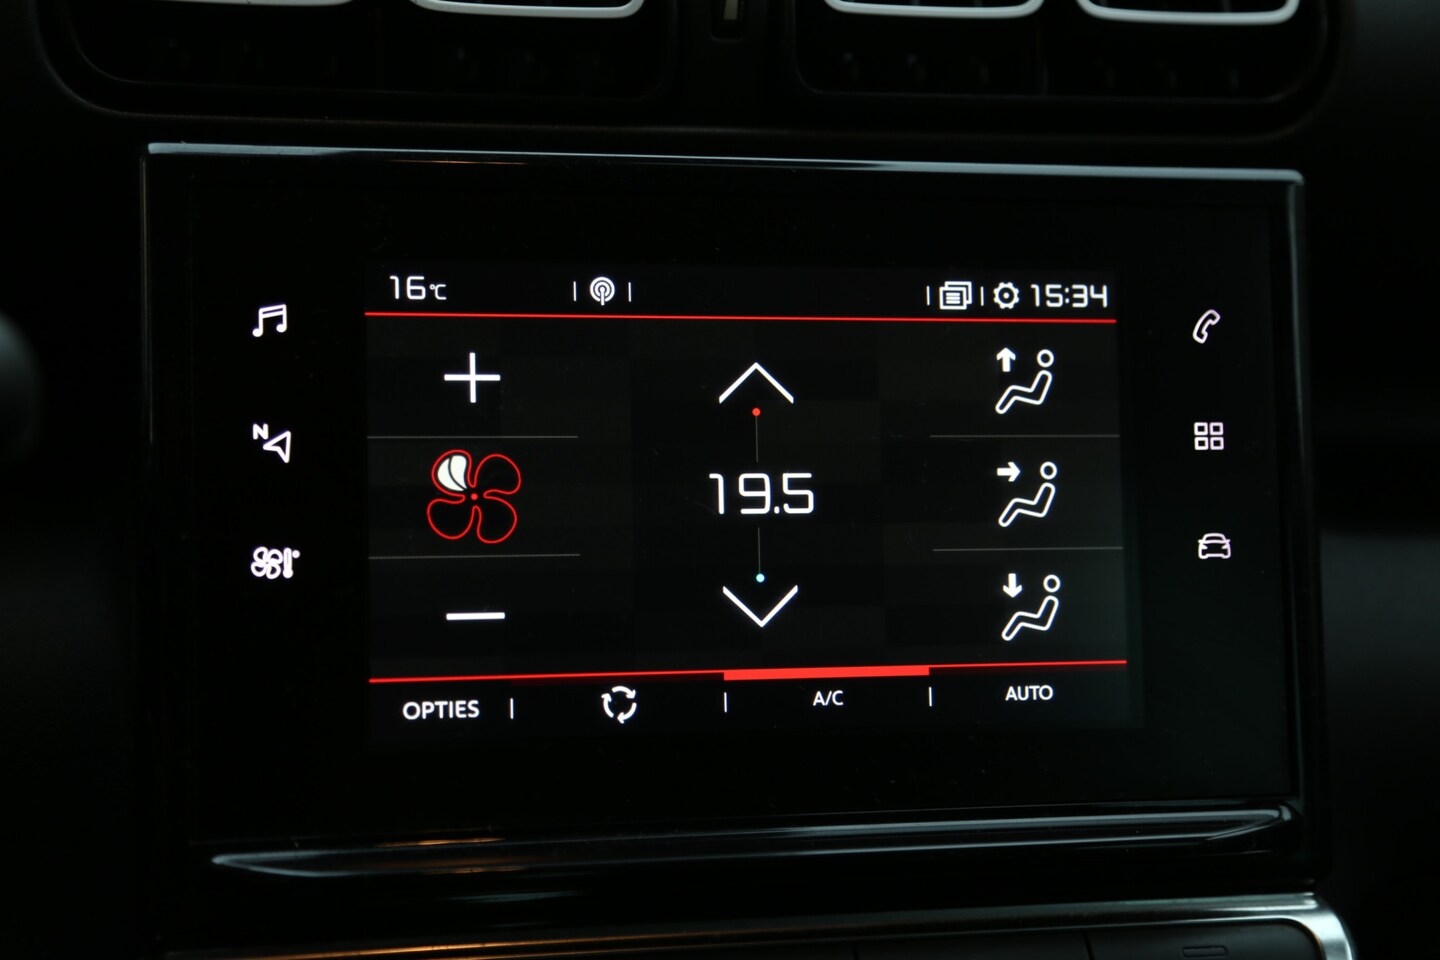 16°C
15:34
N
19.5
OPTIES
A/C
AUTO